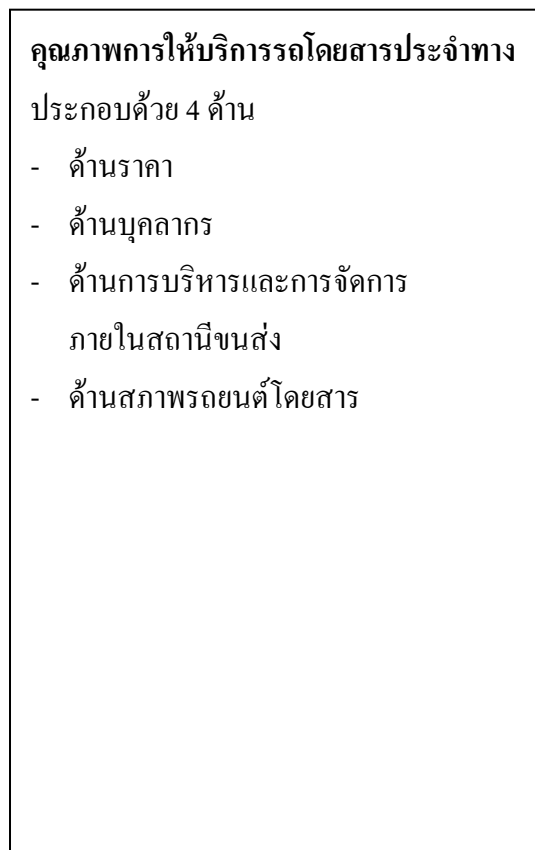 คุณภาพการให้บริการรถโดยสารประจำทาง
ประกอบด้วย 4 ด้าน
- ด้านราคา
- ด้านบุคลากร
- ด้านการบริหารและการจัดการ
ภายในสถานีขนส่ง
- ด้านสภาพรถยนต์โดยสาร